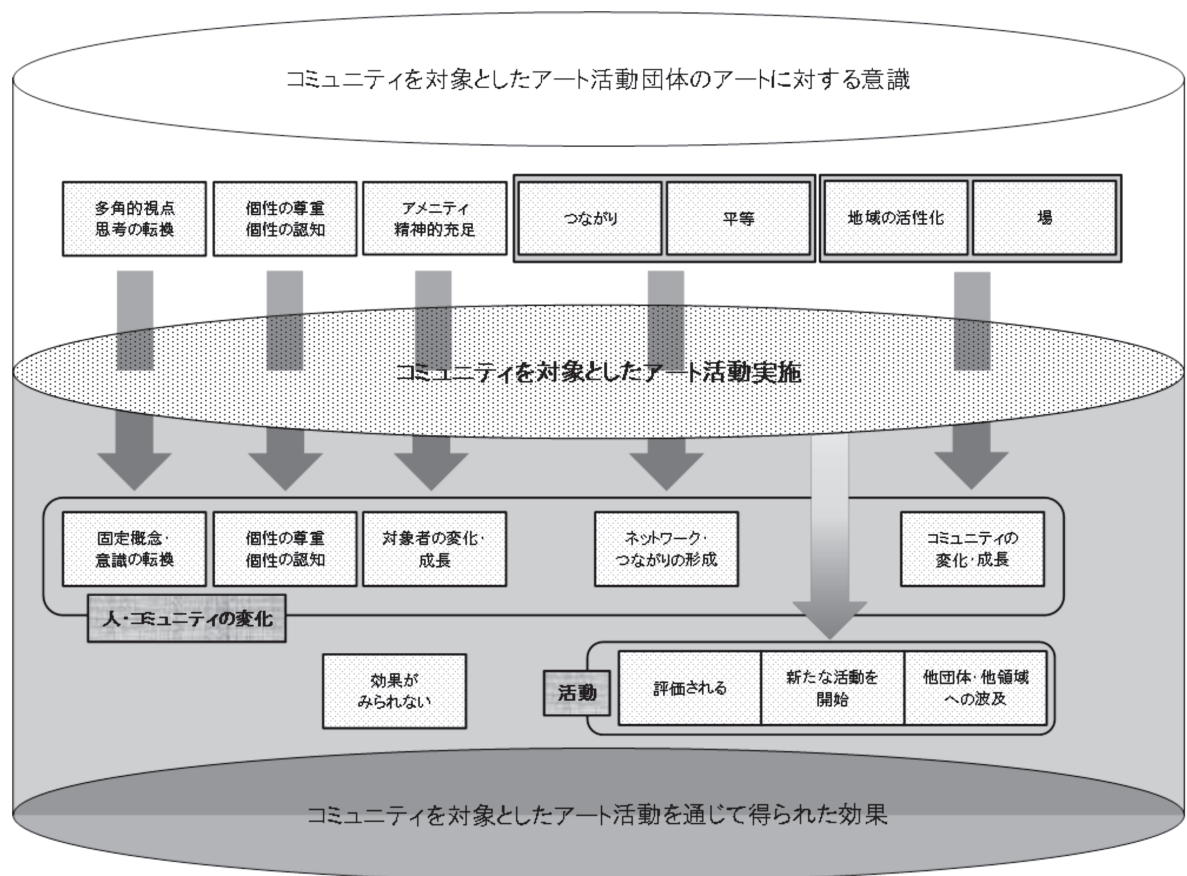 コミュニティを対象としたアート活動団体のアートに対する意識
多角的視点
思考の転換
個性の尊重
個性の認知
アメニティ
精神的充足
つながり
平等
地域の活性化
場
コミュニティを対象としたアート活動実施
固定概念・
意識の転換
個性の尊重
個性の認知
対象者の変化・
成長
ネットワーク・
つながりの形成
コミュニティの
変化・成長
人・コミュニティの変化
効果が
みられない
活動
評価される
新たな活動を
開始
他団体・他領域
への波及
コミュニティを対象としたアート活動を通じて得られた効果